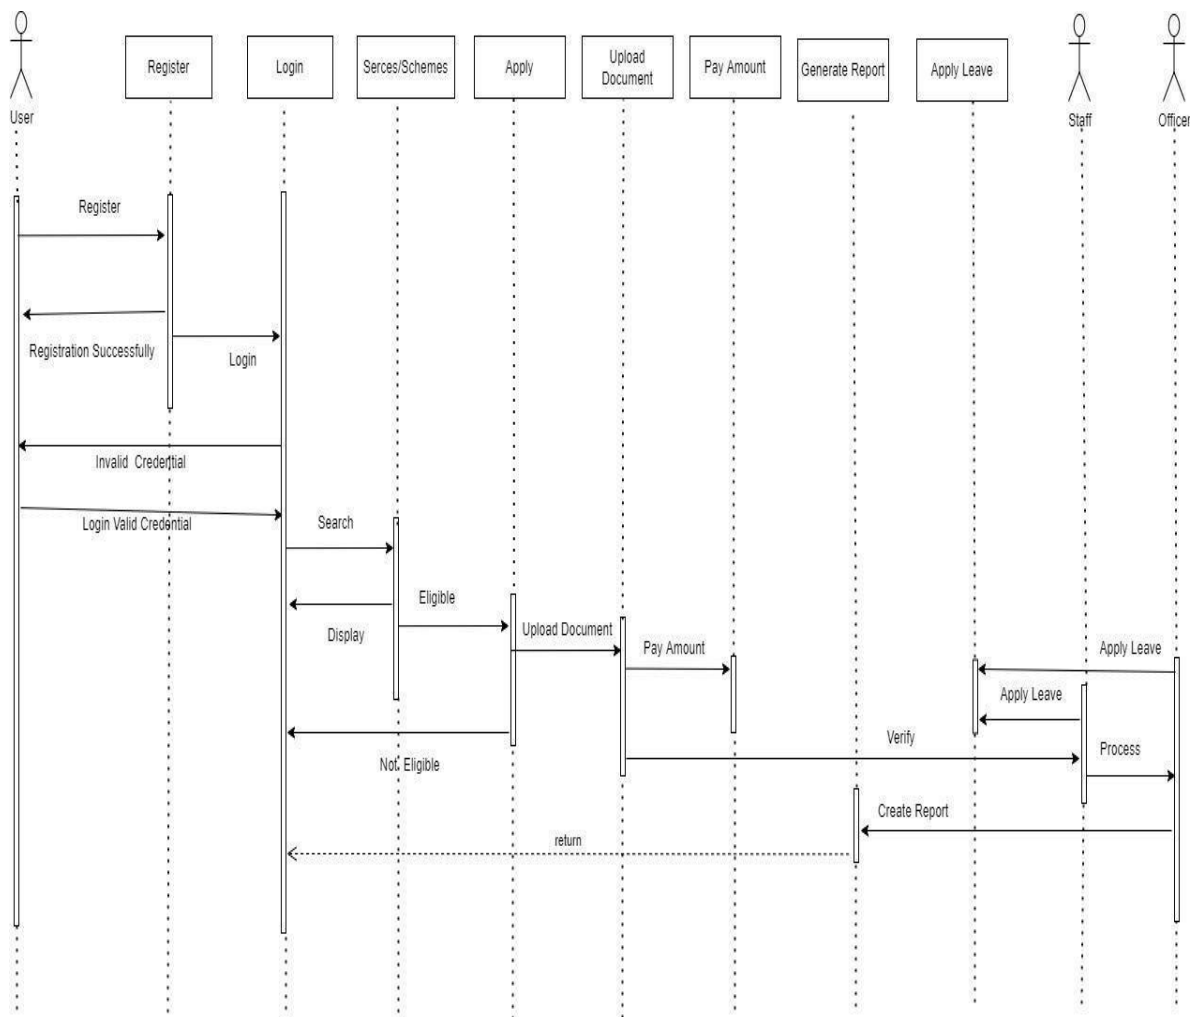 Register
Login
Serces/Schemes
Apply
Upload
Document
Pay Amount
Generate Report
Apply Leave
User
Staff
Officer
Register
Registration Successfully
Login
Invalid Credential
Login Valid Credential
Search
Eligible
Display
Upload Document
Pay Amount
Apply Leave
Apply Leave
Not Eligible
Verify
Process
Create Report
return